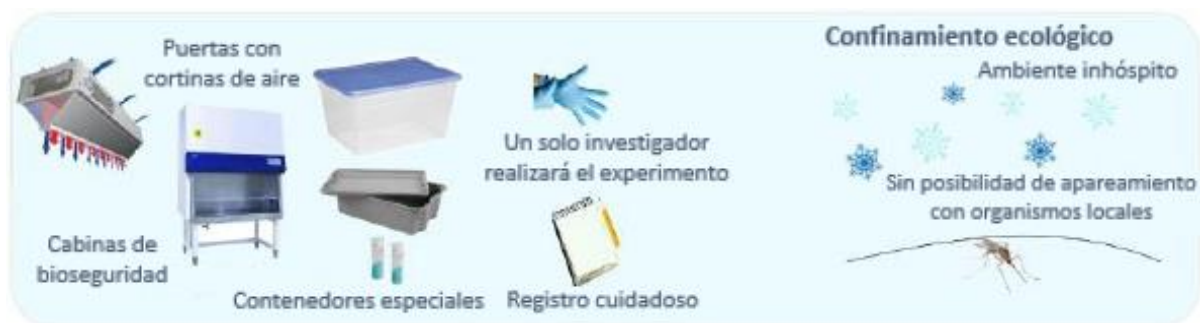 Puertas con
cortinas de aire
Cabinas de
bioseguridad
Contenedores especiales
Un solo investigador
realizará el experimento
Registro cuidadoso
Confinamiento ecológico
Ambiente inhóspito
Sin posibilidad de apareamiento
con organismos locales